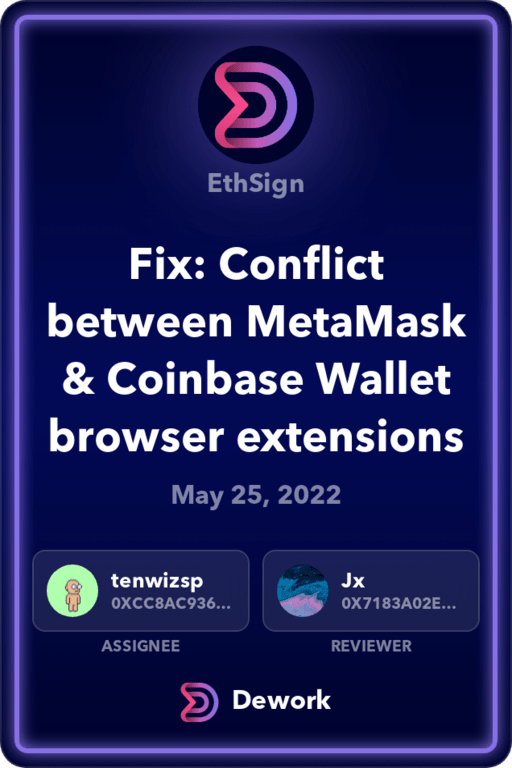 EthSign
Fix: Conflict
between MetaMask
& Coinbase Wallet
browser extensions
May 25, 2022
tenwizsp
0XCC8AC936...
Jx
0X7183A02E...
ASSIGNEE
REVIEWER
Dework